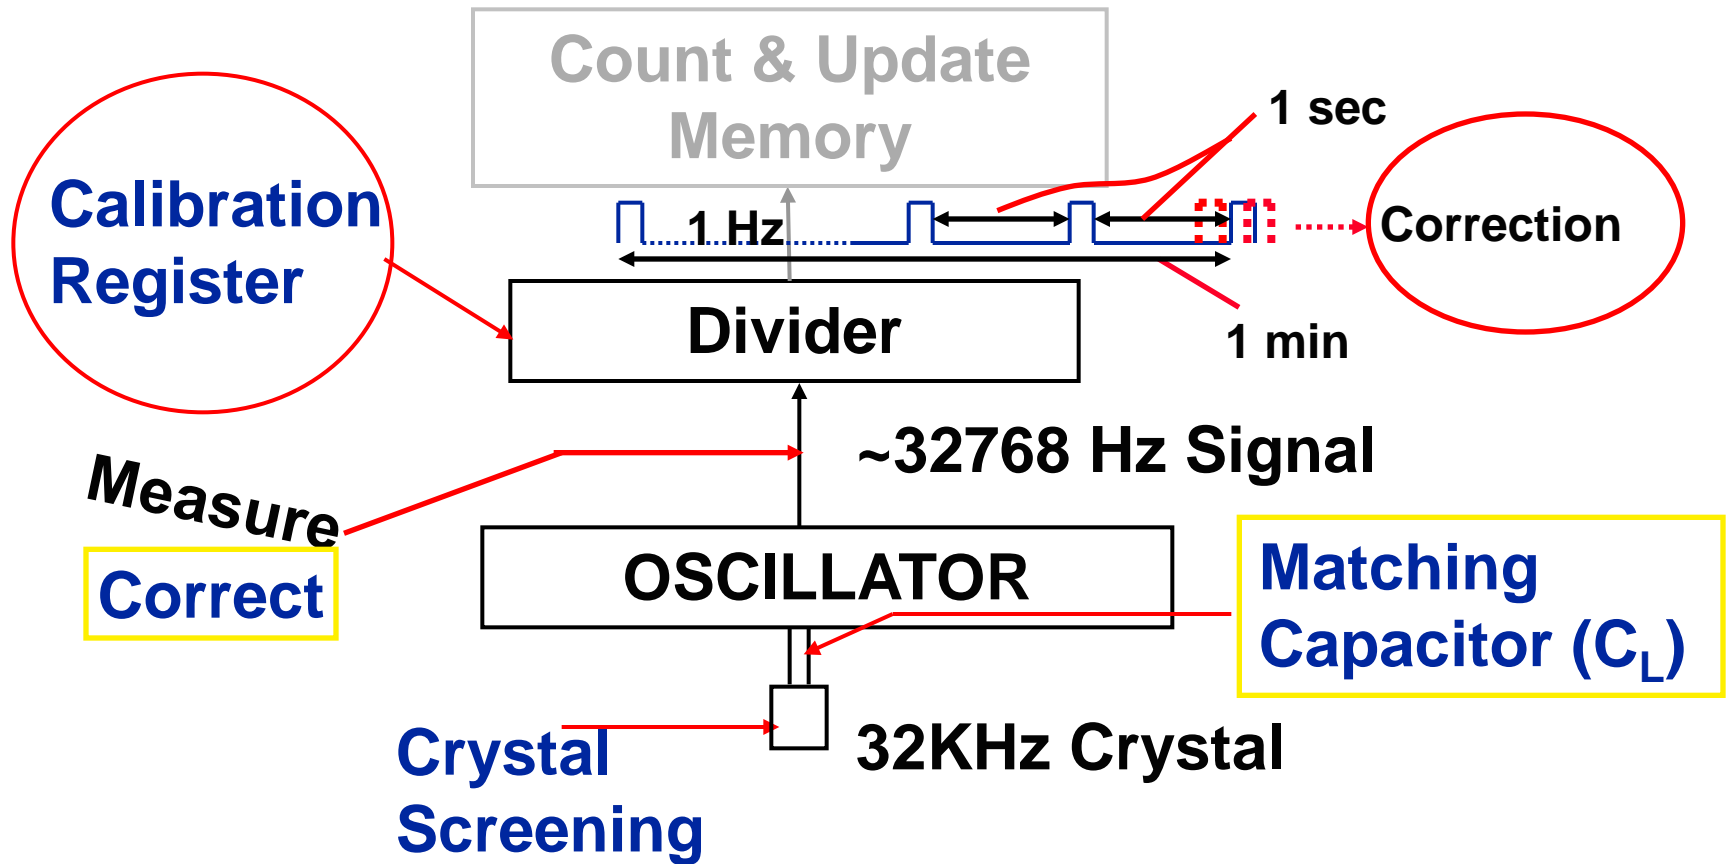 Count & Update
Memory
1 sec
Calibration
Register
1 Hz
Correction
Divider
1 min
~32768 Hz Signal
Measure
Correct
OSCILLATOR
Matching
Capacitor (CL)
32KHz Crystal
Crystal
Screening